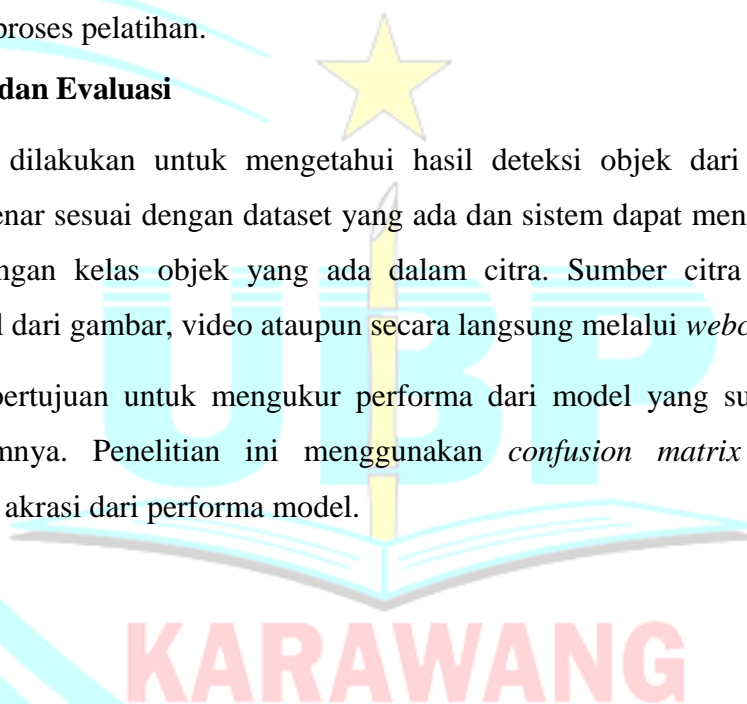 proses pelatihan.
dan Evaluasi
dilakukan untuk mengetahui hasil deteksi objek dari
enar sesuai dengan dataset yang ada dan sistem dapat men
ngan kelas objek yang ada dalam citra. Sumber citra
l dari gambar, video ataupun secara langsung melalui webc
pertujuan untuk mengukur performa dari model yang su
mnya. Penelitian ini menggunakan confusion matrix
akrasi dari performa model.
UBP
KARAWANG